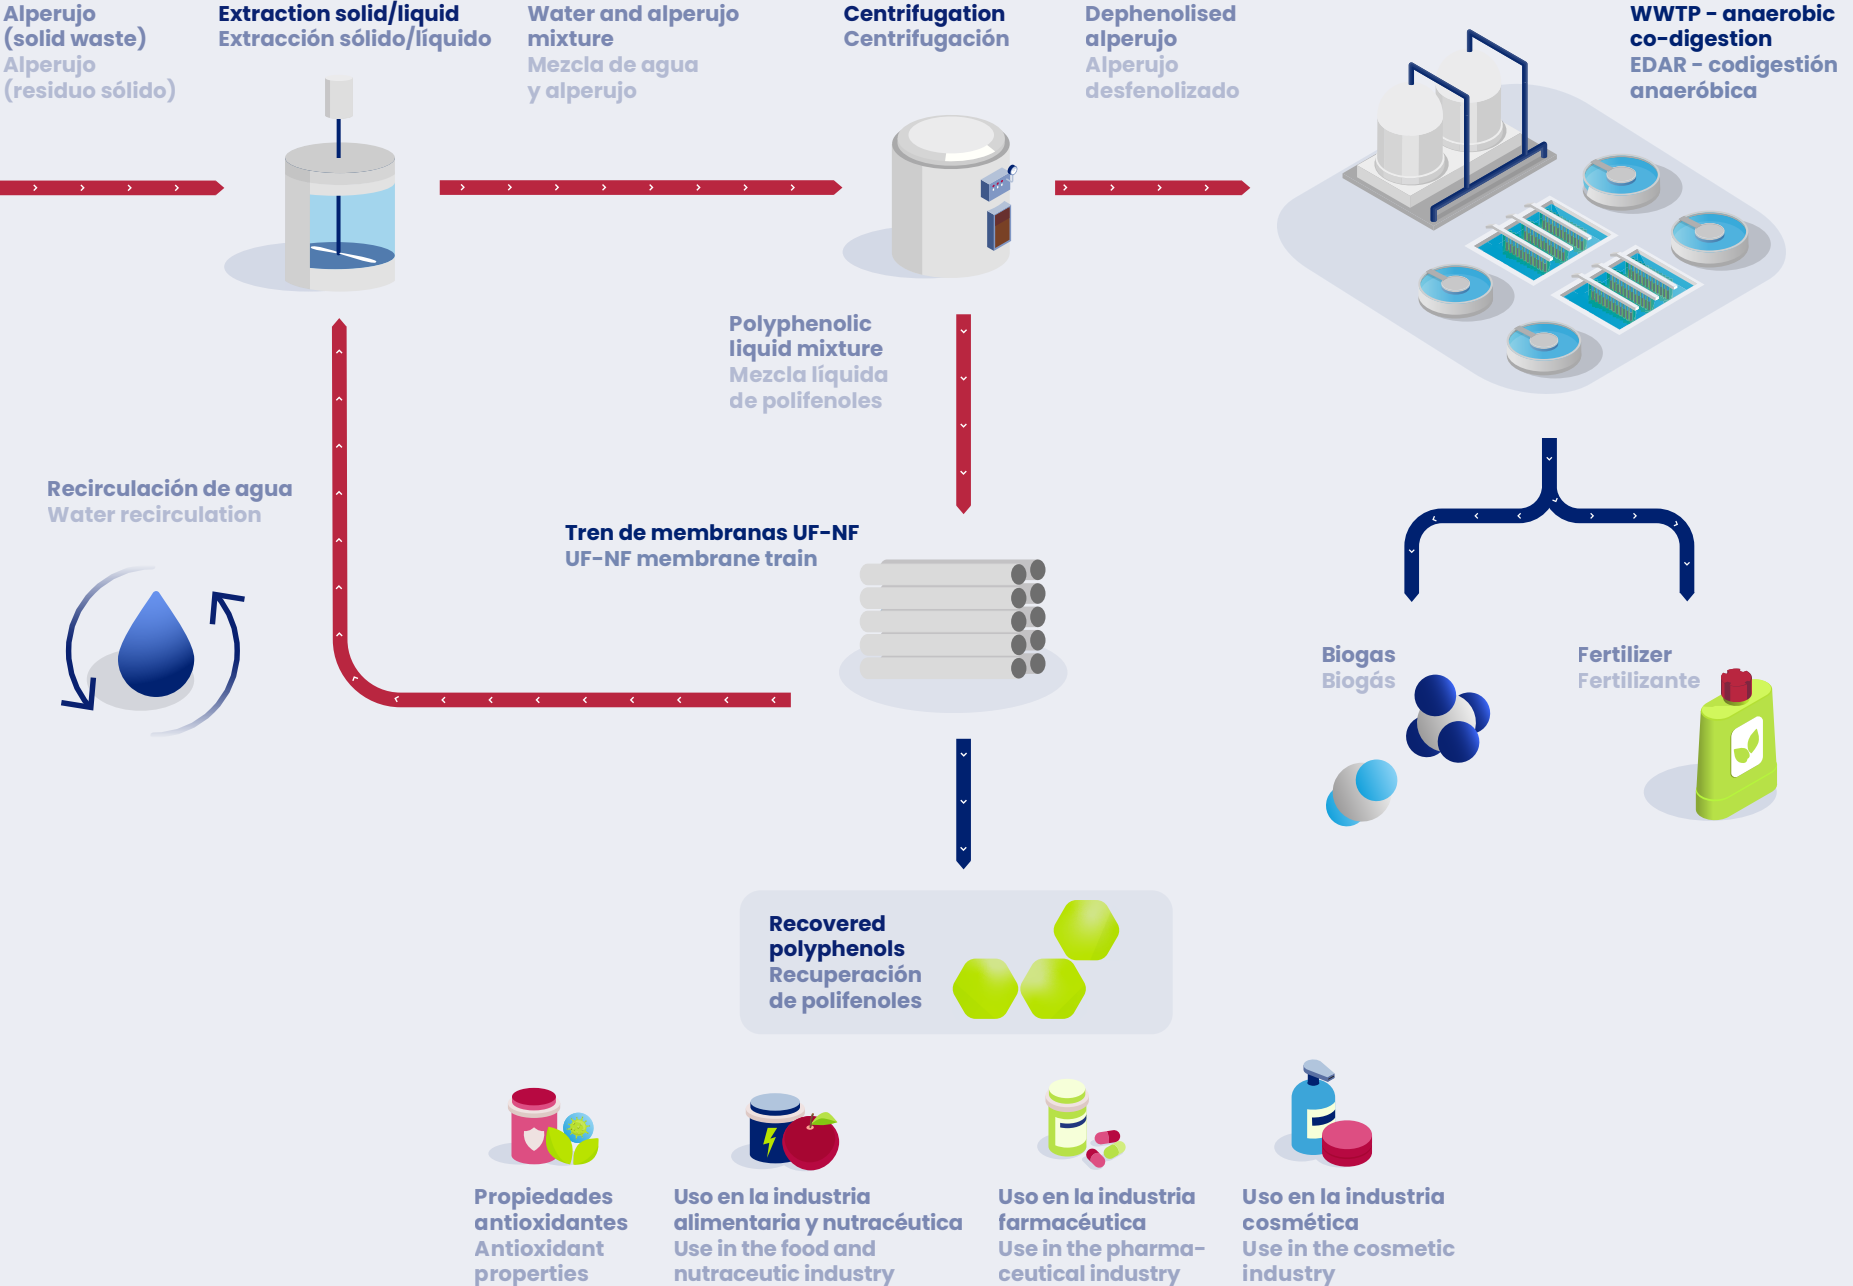 Alperujo
(solid waste)
Alperujo
(residuo sólido)
Extraction solid/liquid
Extracción sólido/líquido
Water and alperujo
mixture
Mezcla de agua
y alperujo
Centrifugation
Centrifugación
Dephenolised
alperujo
Alperujo
desfenolizado
WWTP - anaerobic
co-digestion
EDAR - codigestión
anaeróbica
Polyphenolic
liquid mixture
Mezcla líquida
de polifenoles
Recirculación de agua
Water recirculation
Tren de membranas UF-NF
UF-NF membrane train
Biogas
Biogás
Fertilizer
Fertilizante
Recovered
polyphenols
Recuperación
de polifenoles
Propiedades
antioxidantes
Antioxidant
properties
Uso en la industria
alimentaria y nutracéutica
Use in the food and
nutraceutic industry
Uso en la industria
farmacéutica
Use in the pharma-
ceutical industry
Uso en la industria
cosmética
Use in the cosmetic
industry